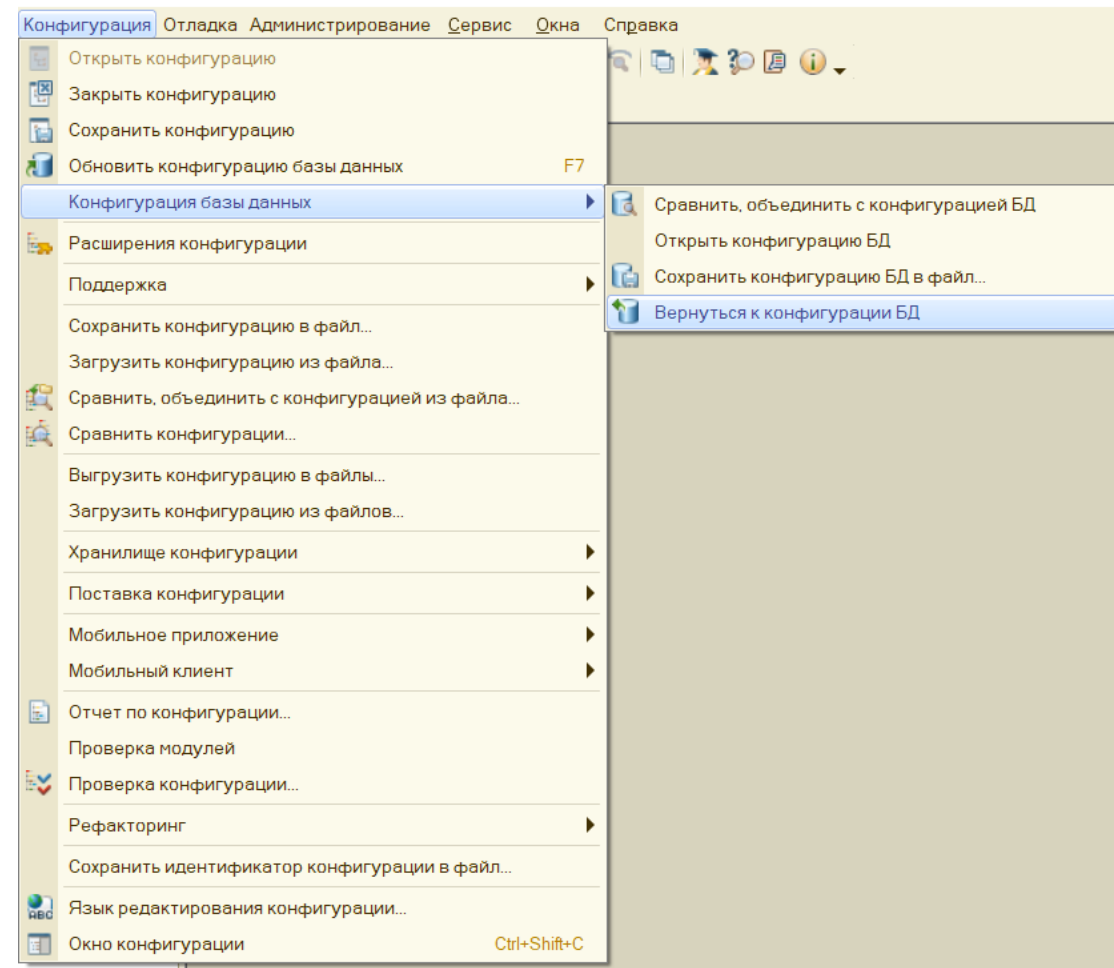 Конфигурация Отладка Администрирование Сервис Окна Справка
Открыть конфигурацию
Закрыть конфигурацию
Сохранить конфигурацию
Обновить конфигурацию базы данных F7
Конфигурация базы данных
Сравнить, объединить с конфигурацией БД
Открыть конфигурацию БД
Сохранить конфигурацию БД в файл...
Вернуться к конфигурации БД
Расширения конфигурации
Поддержка
Сохранить конфигурацию в файл...
Загрузить конфигурацию из файла...
Сравнить, объединить с конфигурацией из файла...
Сравнить конфигурации...
Выгрузить конфигурацию в файлы...
Загрузить конфигурацию из файлов...
Хранилище конфигурации
Поставка конфигурации
Мобильное приложение
Мобильный клиент
Отчет по конфигурации...
Проверка модулей
Проверка конфигурации...
Рефакторинг
Сохранить идентификатор конфигурации в файл...
Язык редактирования конфигурации...
Окно конфигурации Ctrl+Shift+C